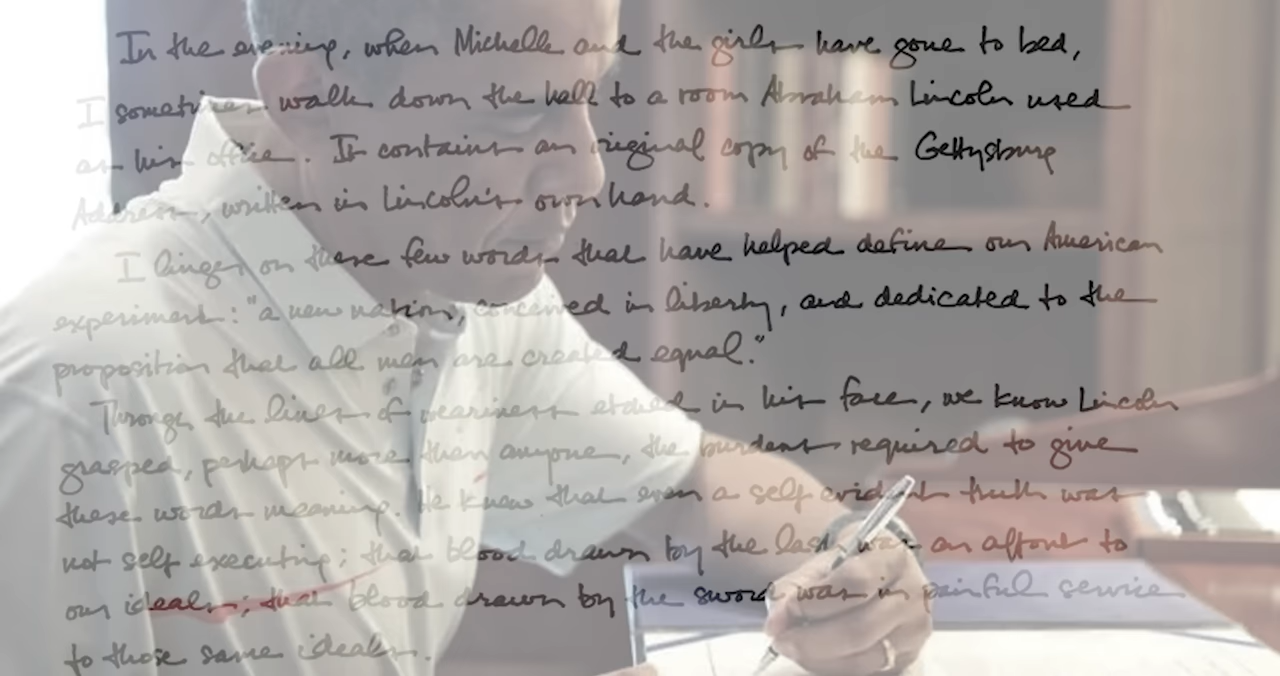 In the evening, when Michelle and the girls have gone to bed,
I sometimes walk down the hall to a room Abraham Lincoln used
as his office. It contains an original copy of the Gettysburg
Address, written in Lincoln's own hand.
I linger on these few words that have helped define our American
experiment: "a new nation, conceived in liberty, and dedicated to the
proposition that all men are created equal."
Through the lines of weariness etched in his face, we know Lincoln
grasped, perhaps more than anyone, the burdens required to give
these words meaning. He knew that even a self evident truth was
not self executing; that blood drawn by the lash was an affront to
our ideals; that blood drawn by the sword was in painful service
to those same ideals.